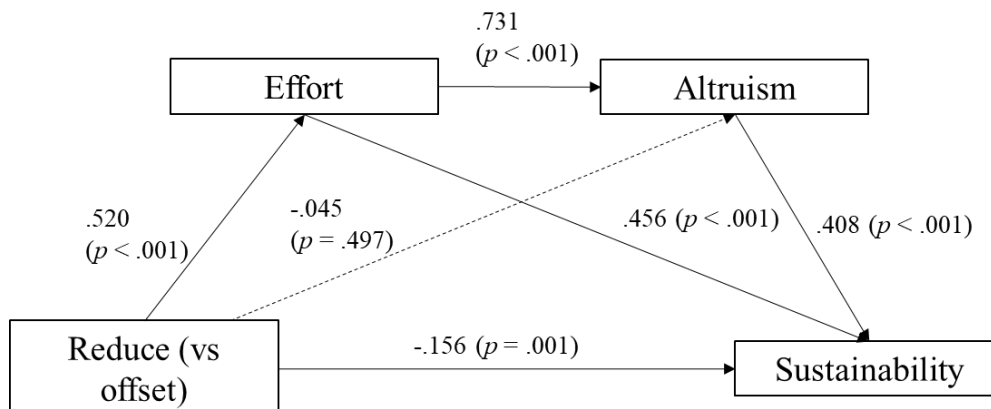 .731
(p < .001)
Effort
Altruism
.520
(p < .001)
-.045
(p = .497)
.456 (p < .001)
.408 (p < .001)
Reduce (vs
offset)
-.156 (p = .001)
Sustainability